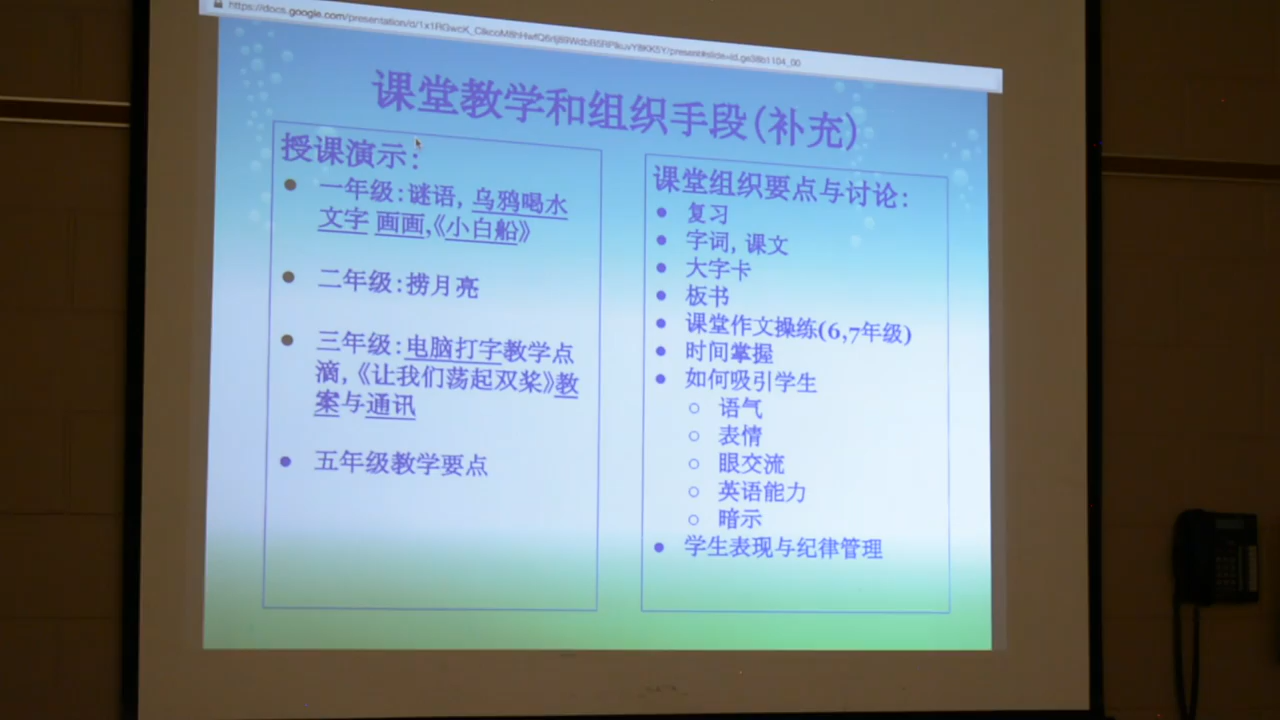 课堂教学和组织手段(补充)
授课演示:
一年级:谜语, 乌鸦喝水
文字 画画,《小白船》
二年级:捞月亮
三年级:电脑打字教学点
滴,《让我们荡起双桨》教
案与通讯
五年级教学要点
课堂组织要点与讨论:
复习
字词, 课文
大字卡
板书
课堂作文操练(6,7年级)
时间掌握
如何吸引学生
语气
表情
眼交流
英语能力
暗示
学生表现与纪律管理